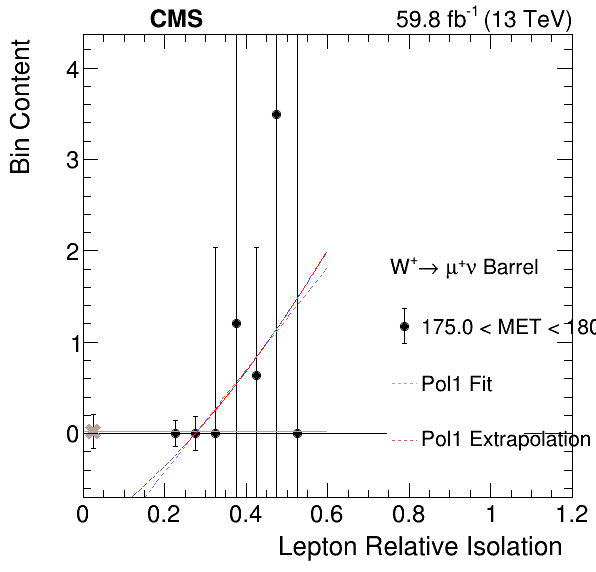 CMS 59.8 fb⁻¹ (13 TeV)
Bin Content
4
3
2
1
0
W⁺→ μ⁺ν Barrel
175.0 < MET < 180
Pol1 Fit
Pol1 Extrapolation
0 0.2 0.4 0.6 0.8 1 1.2
Lepton Relative Isolation